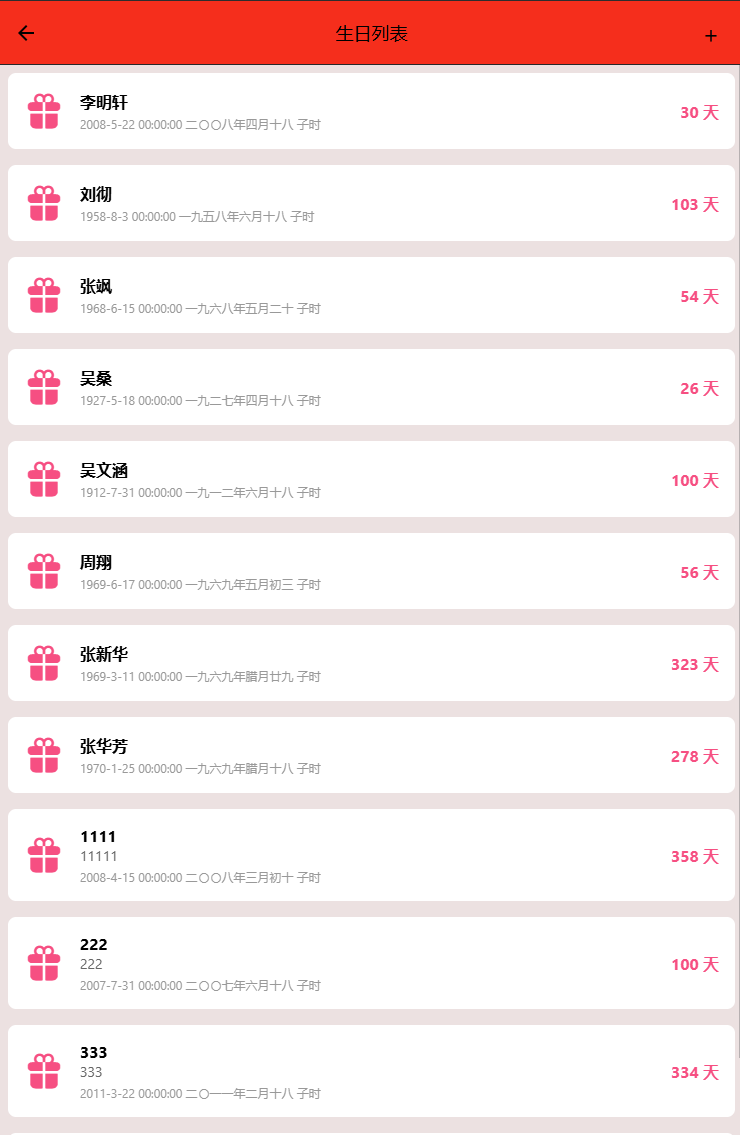 生日列表
李明轩
2008-5-22 00:00:00 二〇〇八年四月十八 子时
30 天
刘彻
1958-8-3 00:00:00 一九五八年六月十八 子时
103 天
张飒
1968-6-15 00:00:00 一九六八年五月二十 子时
54 天
吴桑
1927-5-18 00:00:00 一九二七年四月十八 子时
26 天
吴文涵
1912-7-31 00:00:00 一九一二年六月十八 子时
100 天
周翔
1969-6-17 00:00:00 一九六九年五月初三 子时
56 天
张新华
1969-3-11 00:00:00 一九六九年腊月廿九 子时
323 天
张华芳
1970-1-25 00:00:00 一九六九年腊月十八 子时
278 天
1111
11111
2008-4-15 00:00:00 二〇〇八年三月初十 子时
358 天
222
222
2007-7-31 00:00:00 二〇〇七年六月十八 子时
100 天
333
333
2011-3-22 00:00:00 二〇一一年二月十八 子时
334 天